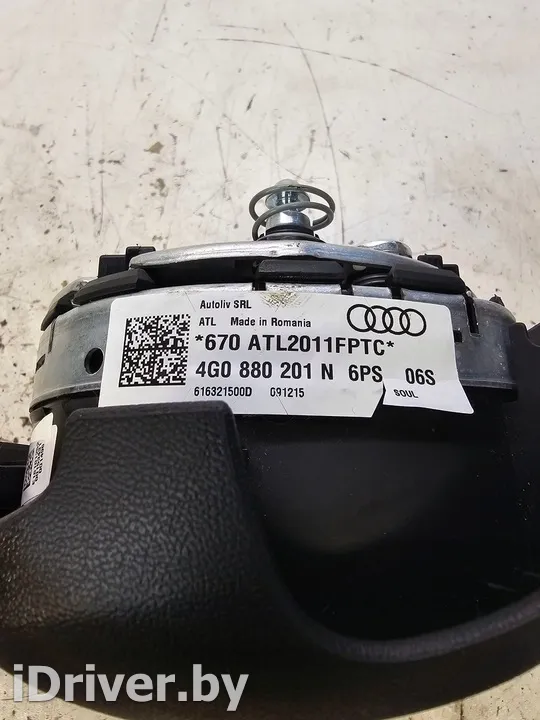 Autoliv SRL
ATL Made in Romania
*670 ATL2011FPTC*
4G0 880 201 N 6PS 06S
616321500D 091215 SOUL
iDriver.by